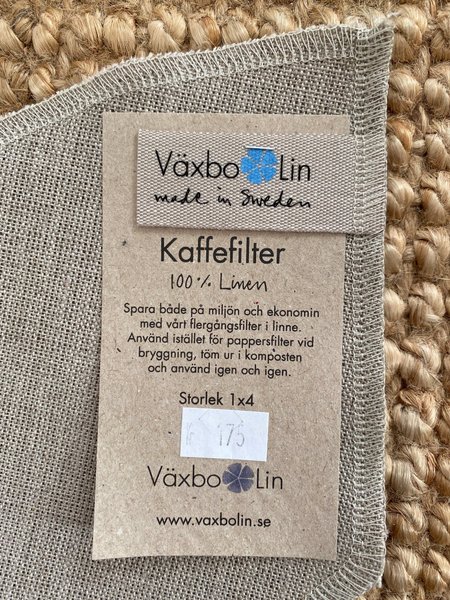 Växbo Lin
made in Sweden
Kaffefilter
100% Linen
Spara både på miljön och ekonomin
med vårt flergångsfilter i linne.
Använd istället för pappersfilter vid
bryggning, töm ur i komposten
och använd igen och igen.
Storlek 1x4
175
Växbo Lin
www.vaxbolin.se